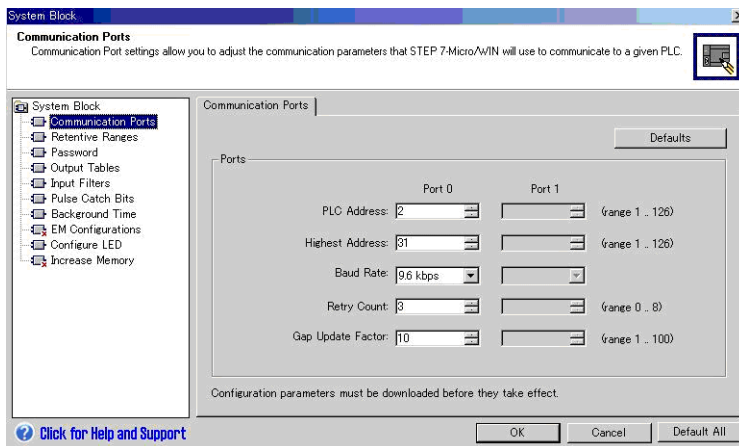 System Block
Communication Ports
Communication Port settings allow you to adjust the communication parameters that STEP 7-Micro/WIN will use to communicate to a given PLC.
System Block
Communication Ports
Retentive Ranges
Password
Output Tables
Input Filters
Pulse Catch Bits
Background Time
EM Configurations
Configure LED
Increase Memory
Communication Ports
Defaults
Ports
Port 0 Port 1
PLC Address: 2 (range 1 .. 126)
Highest Address: 31 (range 1 .. 126)
Baud Rate: 9.6 kbps
Retry Count: 3 (range 0 .. 8)
Gap Update Factor: 10 (range 1 .. 100)
Configuration parameters must be downloaded before they take effect.
Click for Help and Support
OK Cancel Default All